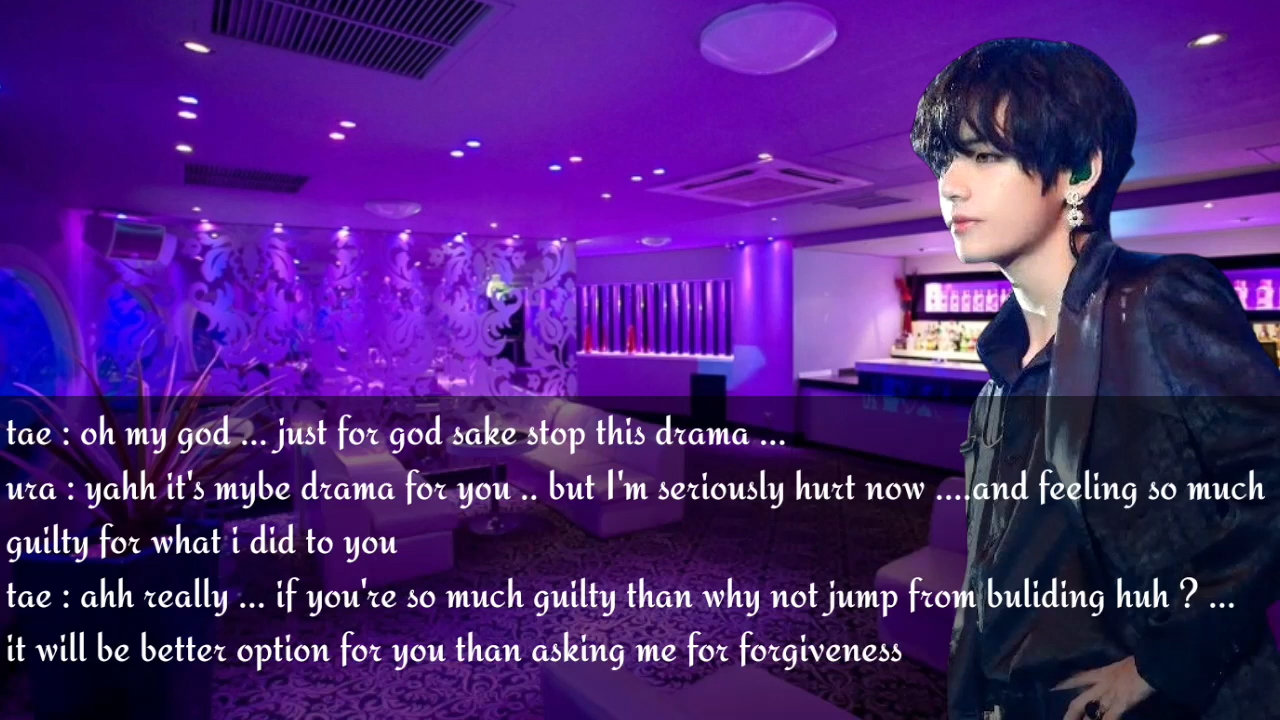 tae : oh my god ... just for god sake stop this drama ...
ura : yahh it's mybe drama for you .. but I'm seriously hurt now ....and feeling so much
guilty for what i did to you
tae : ahh really ... if you're so much guilty than why not jump from buliding huh ? ...
it will be better option for you than asking me for forgiveness